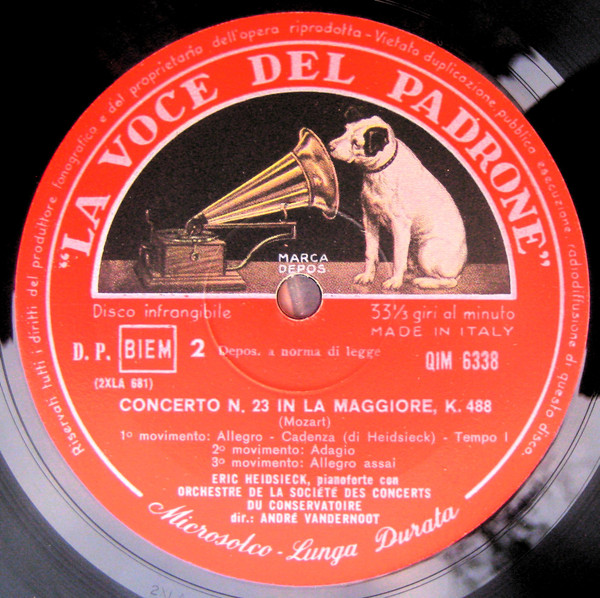 Riservati tutti i diritti del produttore fonografico e del proprietario dell'opera riprodotta - Vietata duplicazione, pubblica esecuzione, radiodiffusione di questo disco.
"LA VOCE DEL PADRONE"
MARCA
DEPOS
Disco infrangibile
33⅓ giri al minuto
MADE IN ITALY
D. P. BIEM 2 Depos. a norma di legge QIM 6338
(2XLA 681)
CONCERTO N. 23 IN LA MAGGIORE, K. 488
(Mozart)
1º movimento: Allegro - Cadenza (di Heidsieck) - Tempo I
2º movimento: Adagio
3º movimento: Allegro assai
ERIC HEIDSIECK, pianoforte con
ORCHESTRE DE LA SOCIÉTÉ DES CONCERTS
DU CONSERVATOIRE
dir.: ANDRÉ VANDERNOOT
Microsolco - Lunga Durata